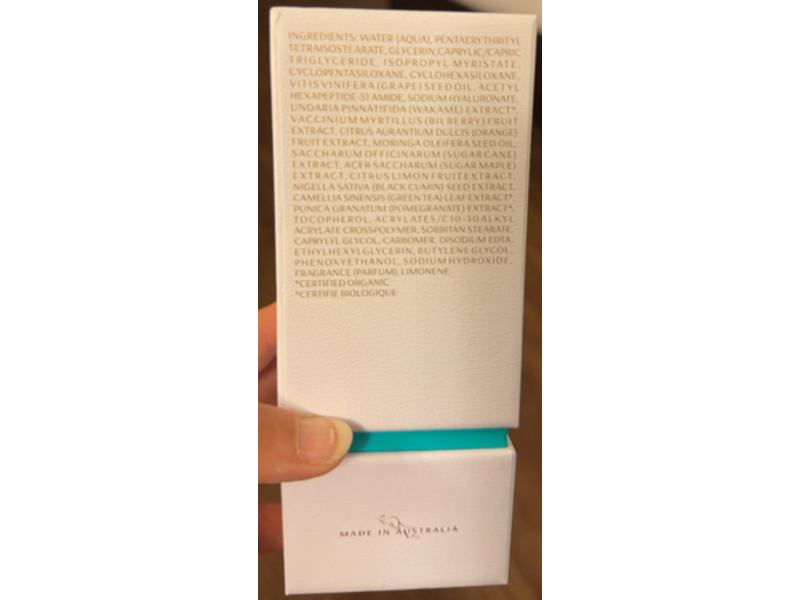 INGREDIENTS: WATER (AQUA), PENTAERYTHRITYL
TETRAISOSTEARATE, GLYCERIN, CAPRYLIC/CAPRIC
TRIGLYCERIDE, ISOPROPYL MYRISTATE,
CYCLOPENTASILOXANE, CYCLOHEXASILOXANE,
VITIS VINIFERA (GRAPE) SEED OIL, ACETYL
HEXAPEPTIDE-51 AMIDE, SODIUM HYALURONATE,
UNDARIA PINNATIFIDA (WAKAME) EXTRACT*,
VACCINIUM MYRTILLUS (BILBERRY) FRUIT
EXTRACT, CITRUS AURANTIUM DULCIS (ORANGE)
FRUIT EXTRACT, MORINGA OLEIFERA SEED OIL,
SACCHARUM OFFICINARUM (SUGAR CANE)
EXTRACT, ACER SACCHARUM (SUGAR MAPLE)
EXTRACT, CITRUS LIMON FRUIT EXTRACT,
NIGELLA SATIVA (BLACK CUMIN) SEED EXTRACT,
CAMELLIA SINENSIS (GREEN TEA) LEAF EXTRACT*,
PUNICA GRANATUM (POMEGRANATE) EXTRACT*,
TOCOPHEROL, ACRYLATES/C10-30 ALKYL
ACRYLATE CROSSPOLYMER, SORBITAN STEARATE,
CAPRYLYL GLYCOL, CARBOMER, DISODIUM EDTA,
ETHYLHEXYLGLYCERIN, BUTYLENE GLYCOL,
PHENOXYETHANOL, SODIUM HYDROXIDE,
FRAGRANCE (PARFUM), LIMONENE.
*CERTIFIED ORGANIC
*CERTIFIE BIOLOGIQUE
MADE IN AUSTRALIA